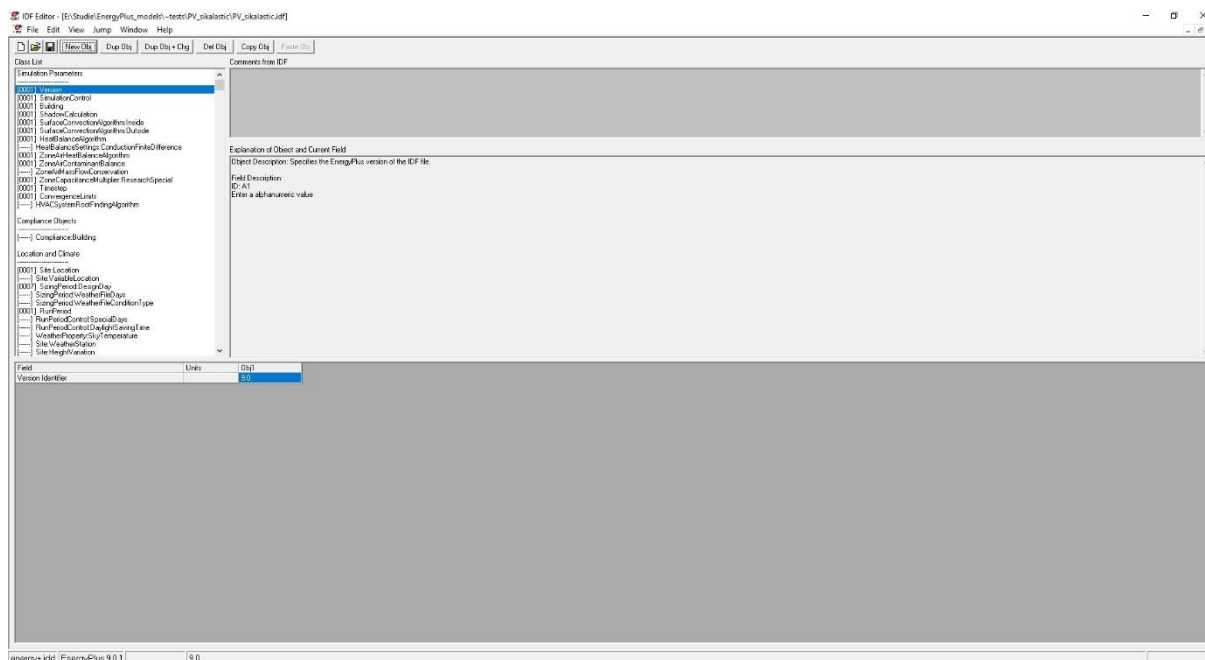 IDF Editor - [E:\Studie\EnergyPlus_models\~tests\PV_sikalastic\PV_sikalastic.idf]
File Edit View Jump Window Help
New Obj Dup Obj Dup Obj + Chg Del Obj Copy Obj Paste Obj
Class List
Comments from IDF
Simulation Parameters
------------------------
[0001] Version
[0001] SimulationControl
[0001] Building
[0001] ShadowCalculation
[0001] SurfaceConvectionAlgorithm:Inside
[0001] SurfaceConvectionAlgorithm:Outside
[0001] HeatBalanceAlgorithm
[------] HeatBalanceSettings:ConductionFiniteDifference
[0001] ZoneAirHeatBalanceAlgorithm
[0001] ZoneAirContaminantBalance
[------] ZoneAirMassFlowConservation
[0001] ZoneCapacitanceMultiplier:ResearchSpecial
[0001] Timestep
[0001] ConvergenceLimits
[------] HVACSystemRootFindingAlgorithm
Compliance Objects
------------------------
[------] Compliance:Building
Location and Climate
------------------------
[0001] Site:Location
[------] Site:VariableLocation
[0007] SizingPeriod:DesignDay
[------] SizingPeriod:WeatherFileDays
[------] SizingPeriod:WeatherFileConditionType
[0001] RunPeriod
[------] RunPeriodControl:SpecialDays
[------] RunPeriodControl:DaylightSavingTime
[------] WeatherProperty:SkyTemperature
[------] Site:WeatherStation
[------] Site:HeightVariation
Explanation of Object and Current Field
Object Description: Specifies the EnergyPlus version of the IDF file.
Field Description:
ID: A1
Enter a alphanumeric value
Field Units Obj1
Version Identifier 9.0
energy+.idd EnergyPlus 9.0.1 9.0